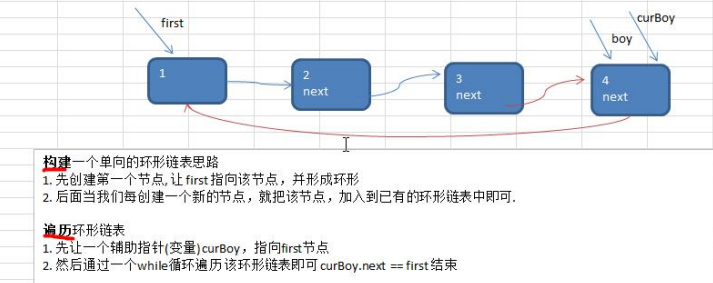 first
curBoy
boy
1
2
next
3
next
4
next
构建一个单向的环形链表思路
1. 先创建第一个节点, 让 first 指向该节点，并形成环形
2. 后面当我们每创建一个新的节点，就把该节点，加入到已有的环形链表中即可.
遍历环形链表
1. 先让一个辅助指针(变量) curBoy，指向first节点
2. 然后通过一个while循环遍历该环形链表即可 curBoy.next == first 结束